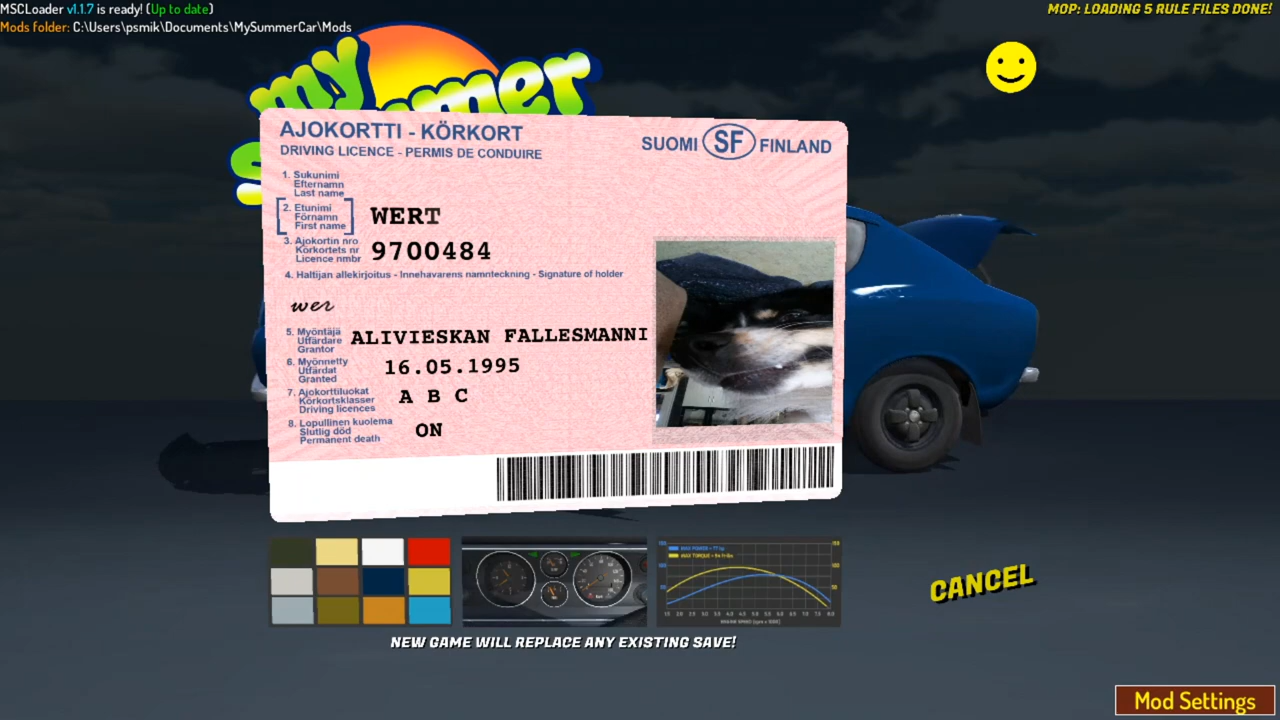 MSCLoader v1.1.7 is ready! (Up to date)
Mods folder: C:\Users\psmik\Documents\MySummerCar\Mods
MOP: LOADING 5 RULE FILES DONE!
my
summer
AJOKORTTI - KÖRKORT
DRIVING LICENCE - PERMIS DE CONDUIRE
SUOMI SF FINLAND
1. Sukunimi
Efternamn
Last name
2. Etunimi
Förnamn
First name
WERT
3. Ajokortin nro
Körkortets nr
Licence nmbr
9700484
4. Haltijan allekirjoitus - Innehavarens namnteckning - Signature of holder
wer
5. Myöntäjä
Utfärdare
Grantor
ALIVIESKAN FALLESMANNI
6. Myönnetty
Utfärdat
Granted
16.05.1995
7. Ajokorttiluokat
Körkortsklasser
Driving licences
A B C
8. Lopullinen kuolema
Slutlig död
Permanent death
ON
CANCEL
NEW GAME WILL REPLACE ANY EXISTING SAVE!
Mod Settings